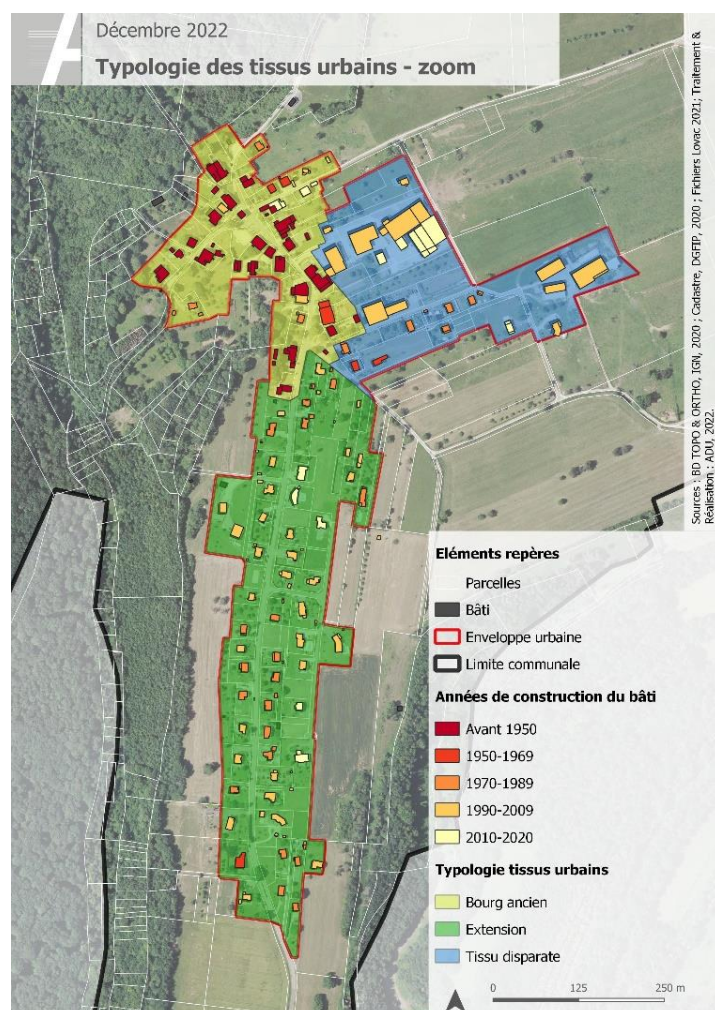 Décembre 2022
Typologie des tissus urbains - zoom
Sources : BD TOPO & ORTHO, IGN, 2020 ; Cadastre, DGFIP, 2020 ; Fichiers Lovac 2021; Traitement &
Réalisation : ADU, 2022.
Eléments repères
Parcelles
Bâti
Enveloppe urbaine
Limite communale
Années de construction du bâti
Avant 1950
1950-1969
1970-1989
1990-2009
2010-2020
Typologie tissus urbains
Bourg ancien
Extension
Tissu disparate
0 125 250 m